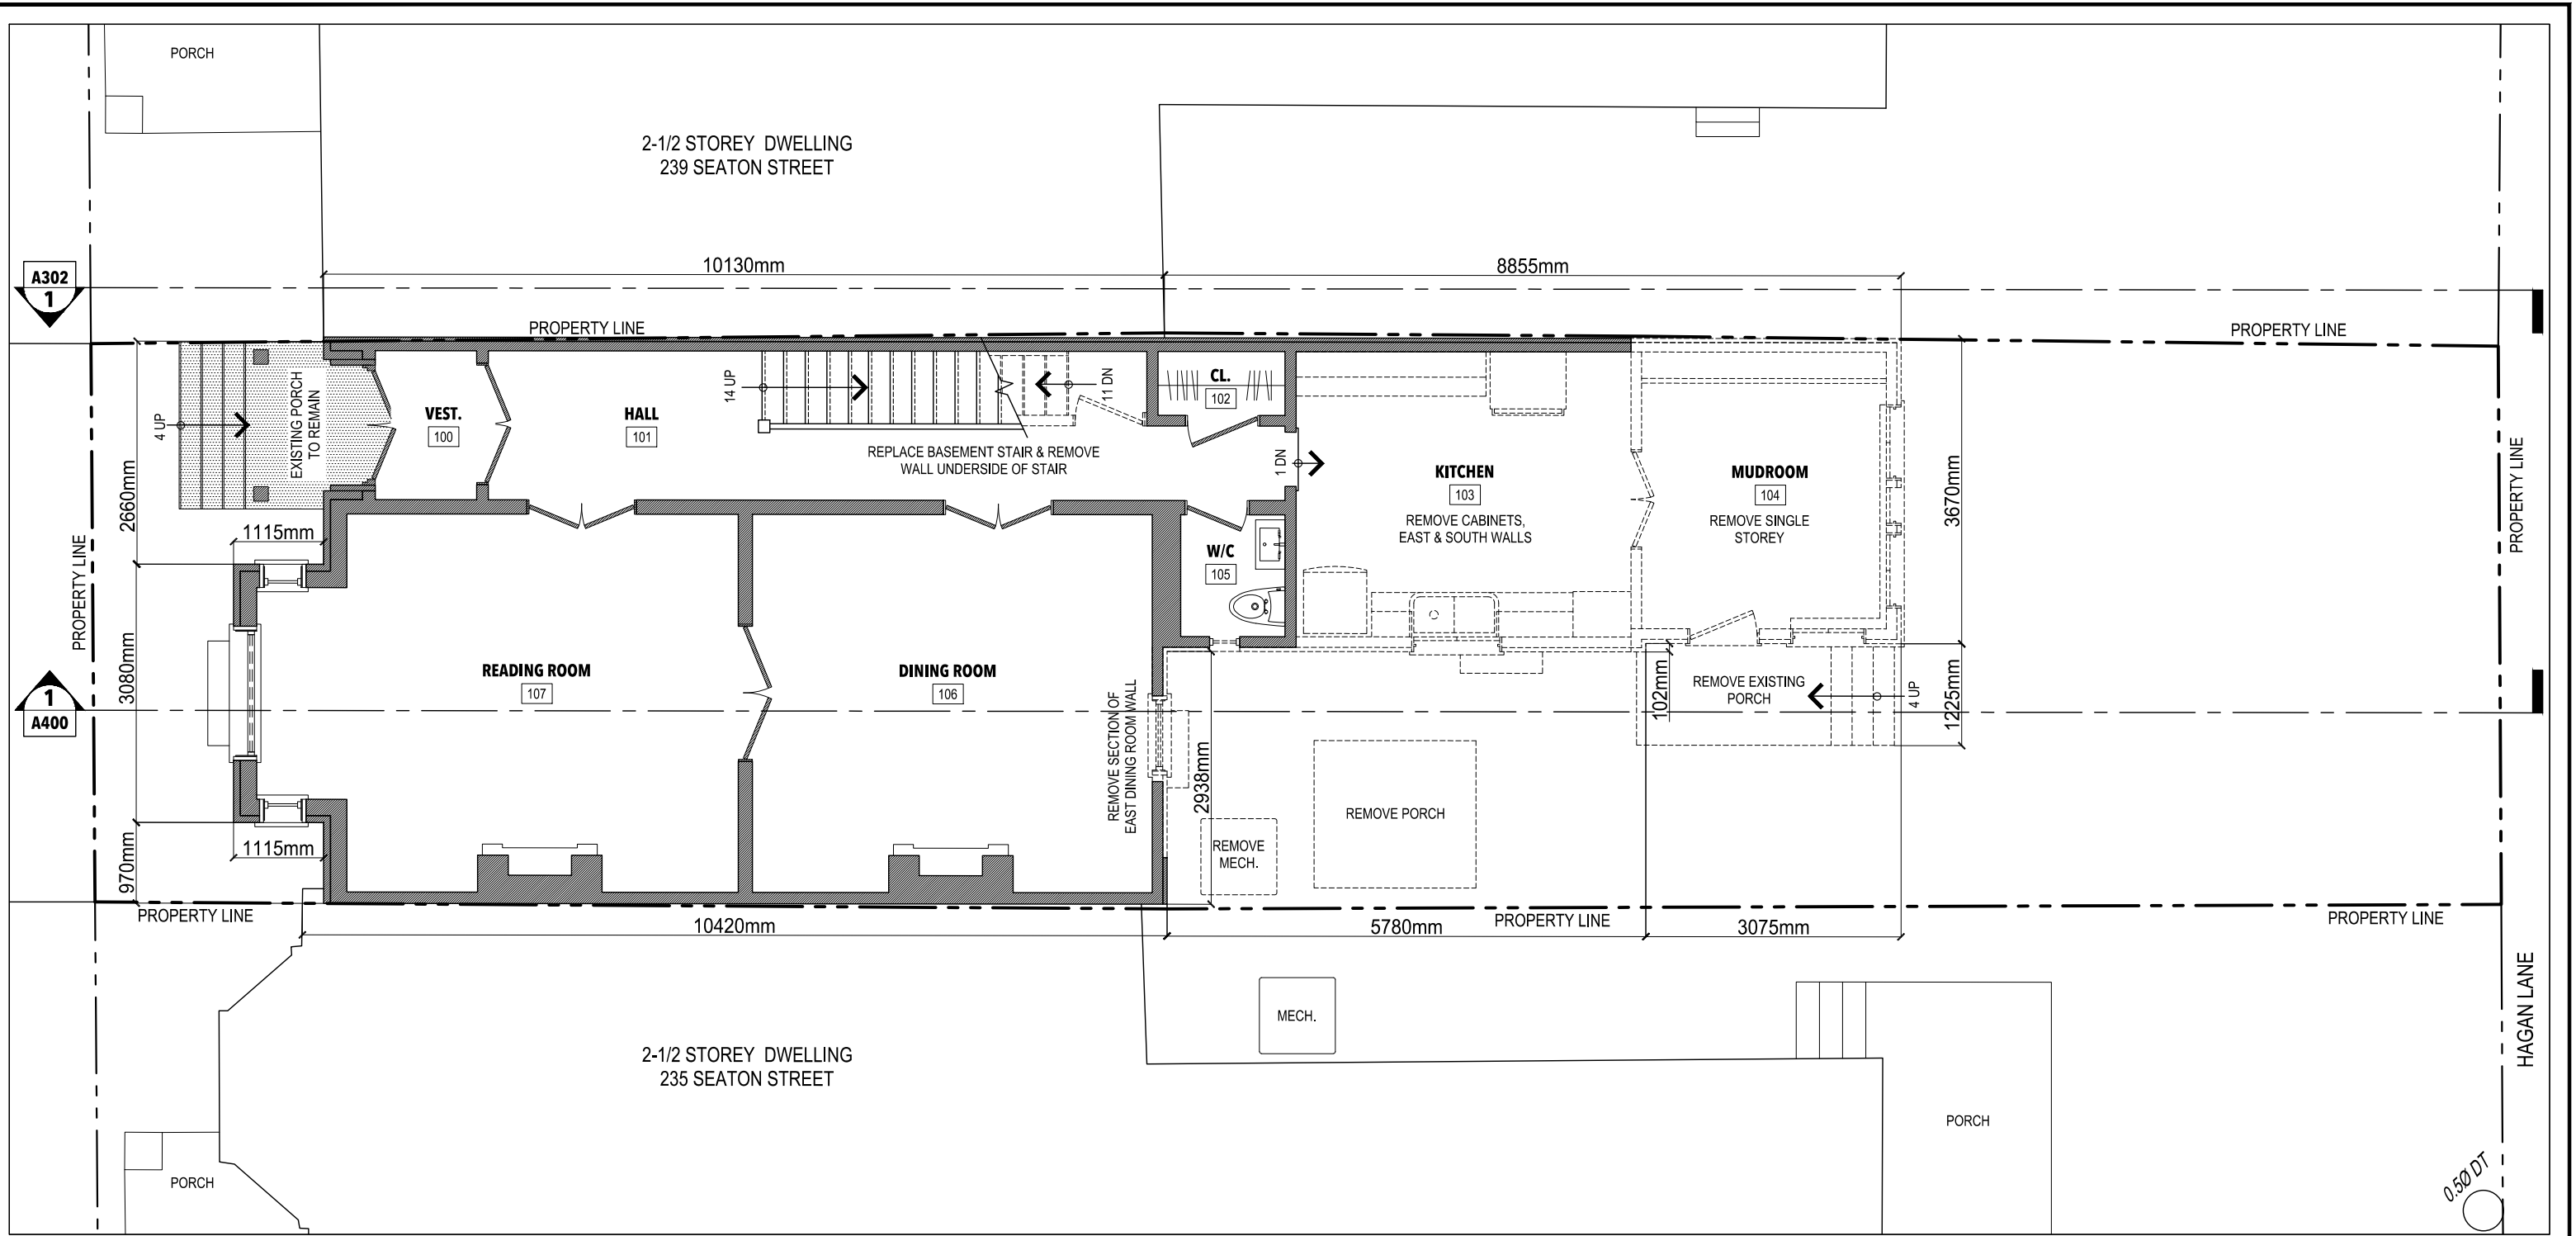 PORCH
2-1/2 STOREY DWELLING
239 SEATON STREET
A302
1
10130mm
8855mm
PROPERTY LINE
PROPERTY LINE
4 UP
EXISTING PORCH
TO REMAIN
VEST.
100
HALL
101
14 UP
11 DN
CL.
102
REPLACE BASEMENT STAIR & REMOVE
WALL UNDERSIDE OF STAIR
1 DN
KITCHEN
103
REMOVE CABINETS,
EAST & SOUTH WALLS
MUDROOM
104
REMOVE SINGLE
STOREY
3670mm
PROPERTY LINE
2660mm
1115mm
W/C
105
PROPERTY LINE
3080mm
1
A400
READING ROOM
107
DINING ROOM
106
REMOVE SECTION OF
EAST DINING ROOM WALL
2938mm
102mm
REMOVE EXISTING
PORCH
4 UP
1225mm
REMOVE PORCH
REMOVE
MECH.
970mm
1115mm
PROPERTY LINE
10420mm
5780mm
PROPERTY LINE
3075mm
PROPERTY LINE
MECH.
2-1/2 STOREY DWELLING
235 SEATON STREET
HAGAN LANE
PORCH
PORCH
0.5Ø DT